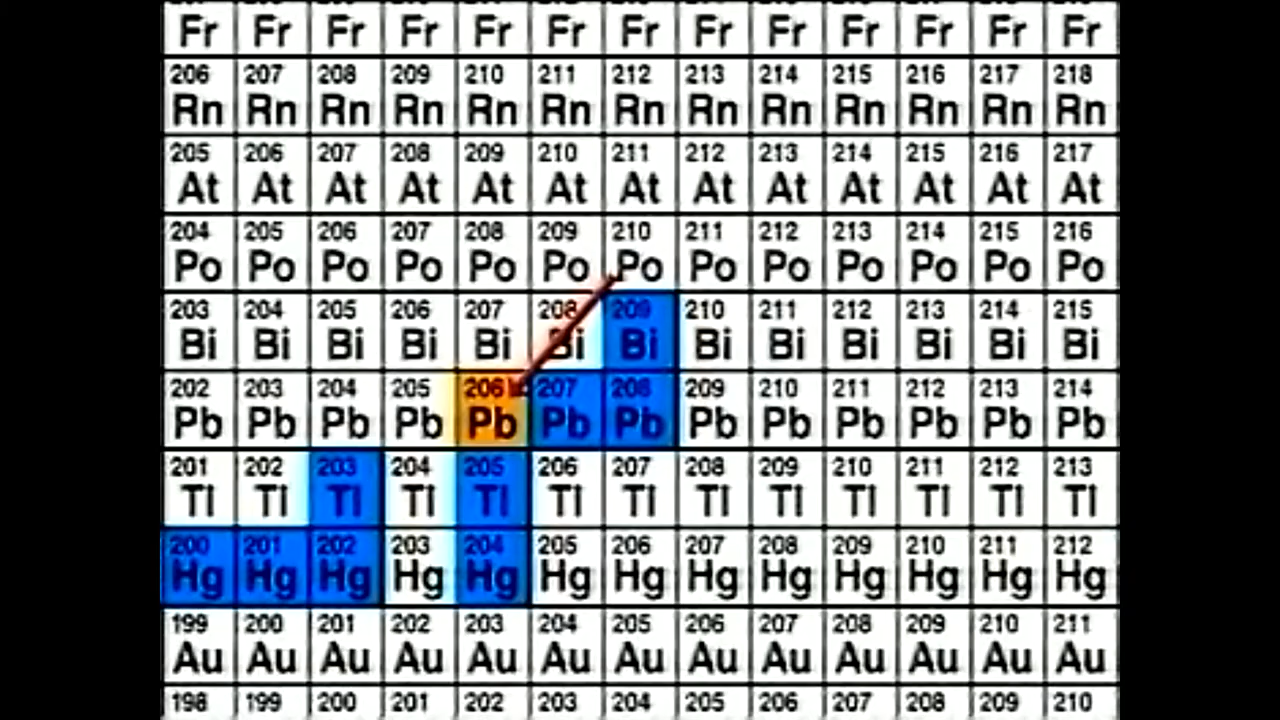 Fr Fr Fr Fr Fr Fr Fr Fr Fr Fr Fr Fr Fr
206 207 208 209 210 211 212 213 214 215 216 217 218
Rn Rn Rn Rn Rn Rn Rn Rn Rn Rn Rn Rn Rn
205 206 207 208 209 210 211 212 213 214 215 216 217
At At At At At At At At At At At At At
204 205 206 207 208 209 210 211 212 213 214 215 216
Po Po Po Po Po Po Po Po Po Po Po Po Po
203 204 205 206 207 208 209 210 211 212 213 214 215
Bi Bi Bi Bi Bi Bi Bi Bi Bi Bi Bi Bi Bi
202 203 204 205 206 207 208 209 210 211 212 213 214
Pb Pb Pb Pb Pb Pb Pb Pb Pb Pb Pb Pb Pb
201 202 203 204 205 206 207 208 209 210 211 212 213
Tl Tl Tl Tl Tl Tl Tl Tl Tl Tl Tl Tl Tl
200 201 202 203 204 205 206 207 208 209 210 211 212
Hg Hg Hg Hg Hg Hg Hg Hg Hg Hg Hg Hg Hg
199 200 201 202 203 204 205 206 207 208 209 210 211
Au Au Au Au Au Au Au Au Au Au Au Au Au
198 199 200 201 202 203 204 205 206 207 208 209 210